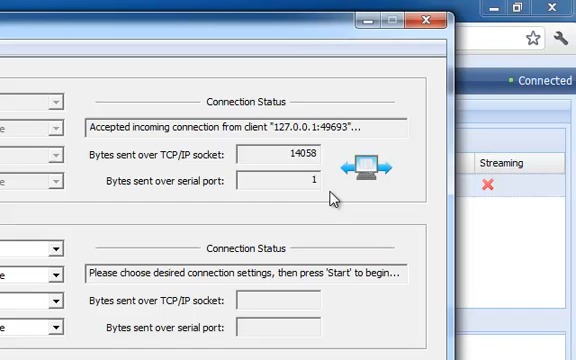 Connected
Connection Status
Accepted incoming connection from client "127.0.0.1:49693"...
Streaming
Bytes sent over TCP/IP socket: 14058
Bytes sent over serial port: 1
Connection Status
Please choose desired connection settings, then press 'Start' to begin...
Bytes sent over TCP/IP socket:
Bytes sent over serial port: